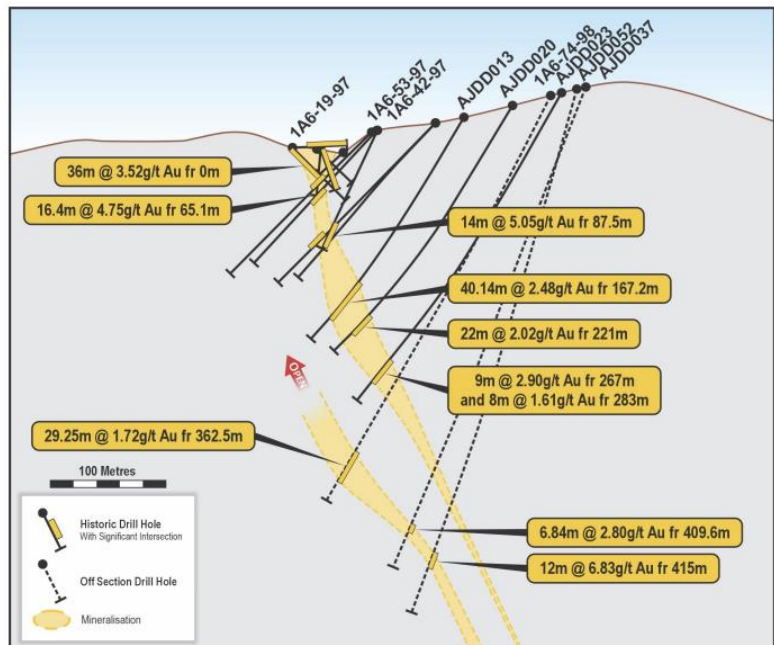 1A6-19-97
1A6-53-97
1A6-42-97
AJDD013
AJDD020
1A6-74-98
AJDD023
AJDD052
AJDD037
36m @ 3.52g/t Au fr 0m
16.4m @ 4.75g/t Au fr 65.1m
14m @ 5.05g/t Au fr 87.5m
40.14m @ 2.48g/t Au fr 167.2m
22m @ 2.02g/t Au fr 221m
9m @ 2.90g/t Au fr 267m
and 8m @ 1.61g/t Au fr 283m
OPEN
29.25m @ 1.72g/t Au fr 362.5m
6.84m @ 2.80g/t Au fr 409.6m
12m @ 6.83g/t Au fr 415m
100 Metres
Historic Drill Hole
With Significant Intersection
Off Section Drill Hole
Mineralisation